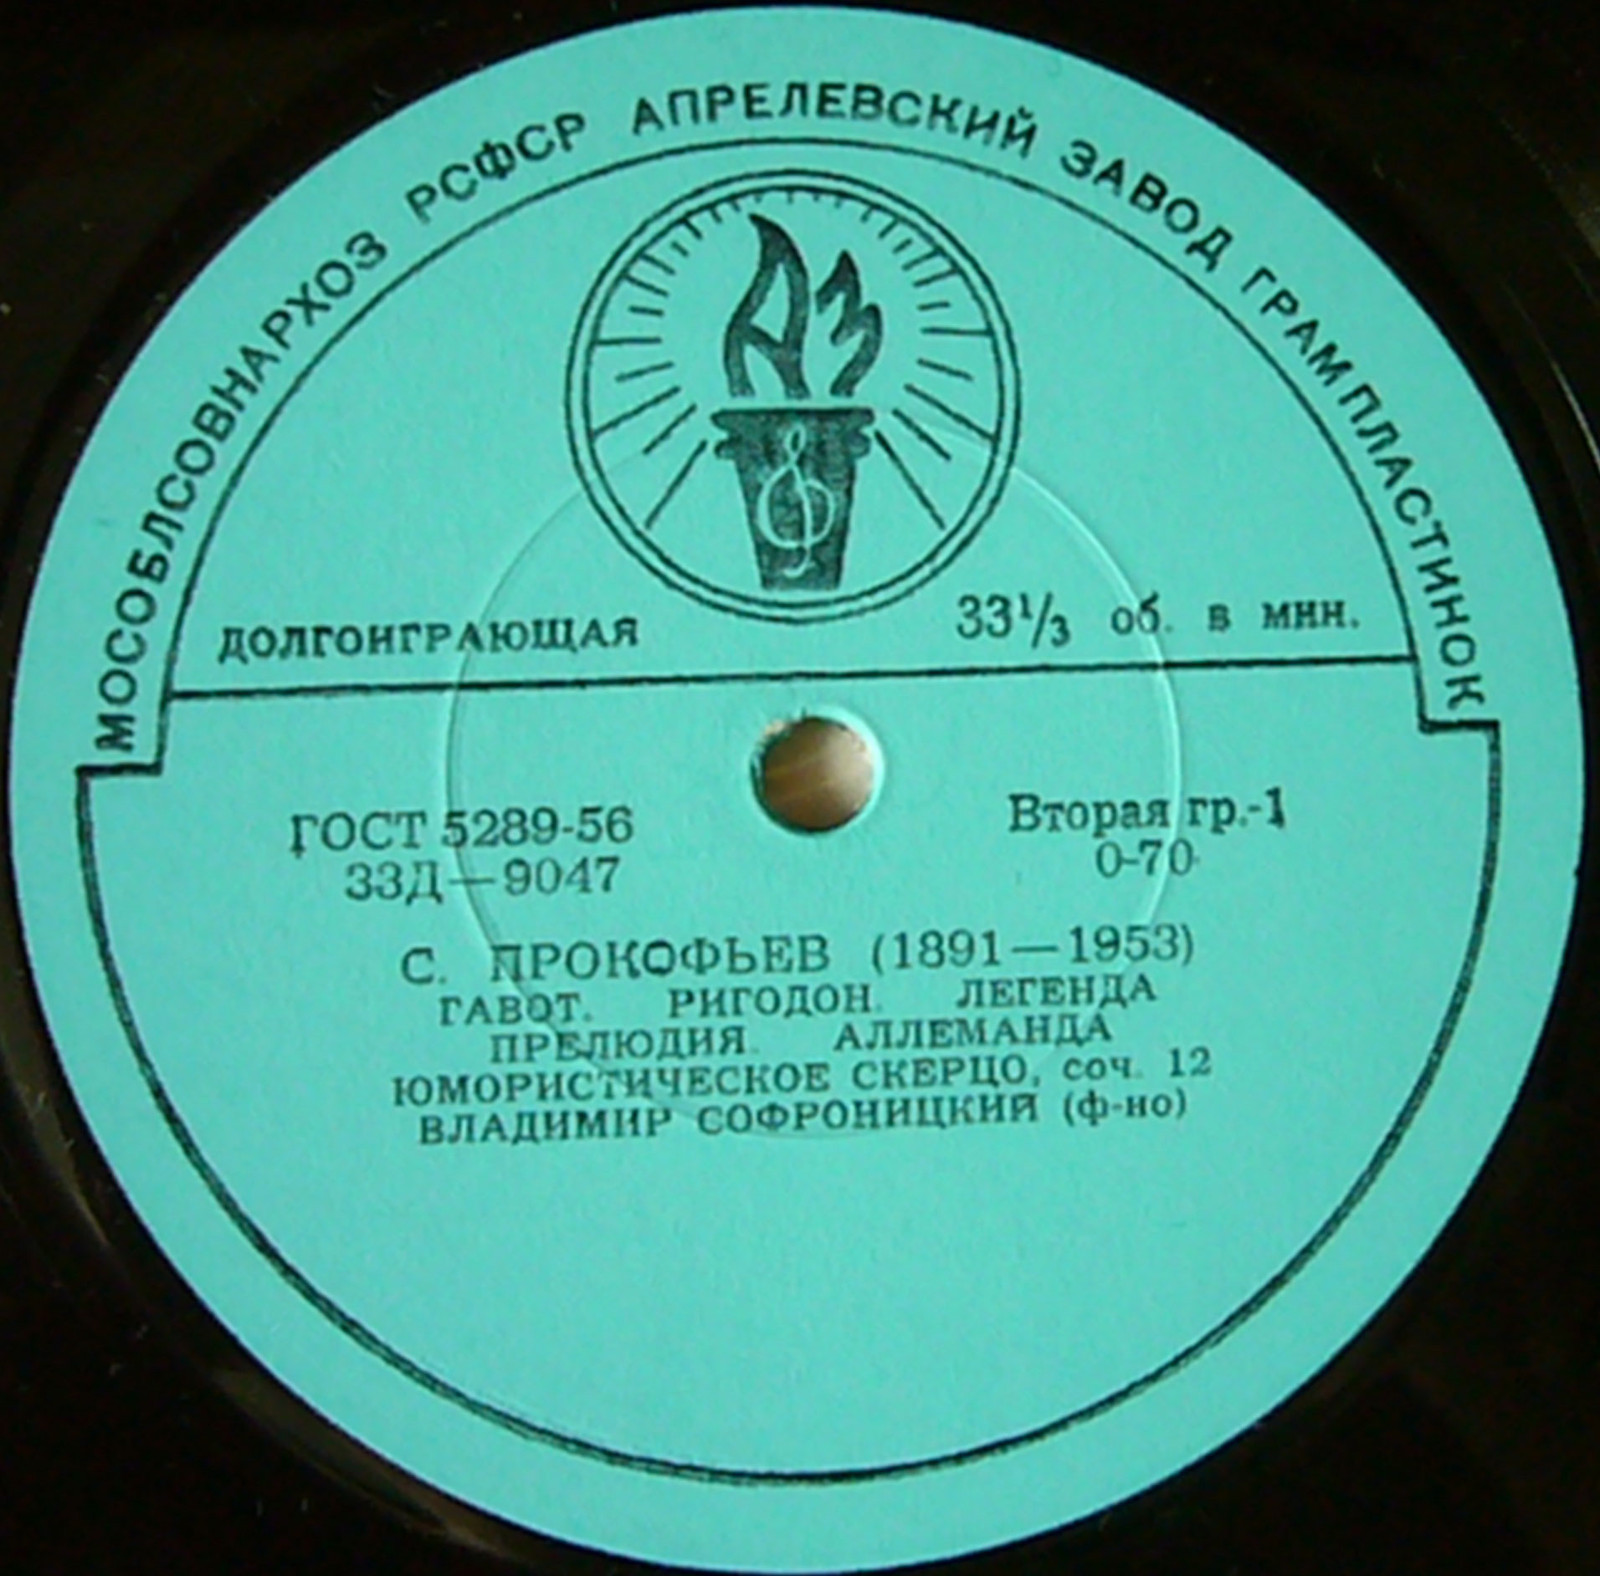 МОСОБЛСОВНАРХОЗ РСФСР АПРЕЛЕВСКИЙ ЗАВОД ГРАМПЛАСТИНОК
АЗ
ДОЛГОИГРАЮЩАЯ 33⅓ об. в мин.
ГОСТ 5289-56 Вторая гр.-1
33Д—9047 0-70
С. ПРОКОФЬЕВ (1891—1953)
ГАВОТ. РИГОДОН. ЛЕГЕНДА
ПРЕЛЮДИЯ. АЛЛЕМАНДА
ЮМОРИСТИЧЕСКОЕ СКЕРЦО, соч. 12
ВЛАДИМИР СОФРОНИЦКИЙ (ф-но)